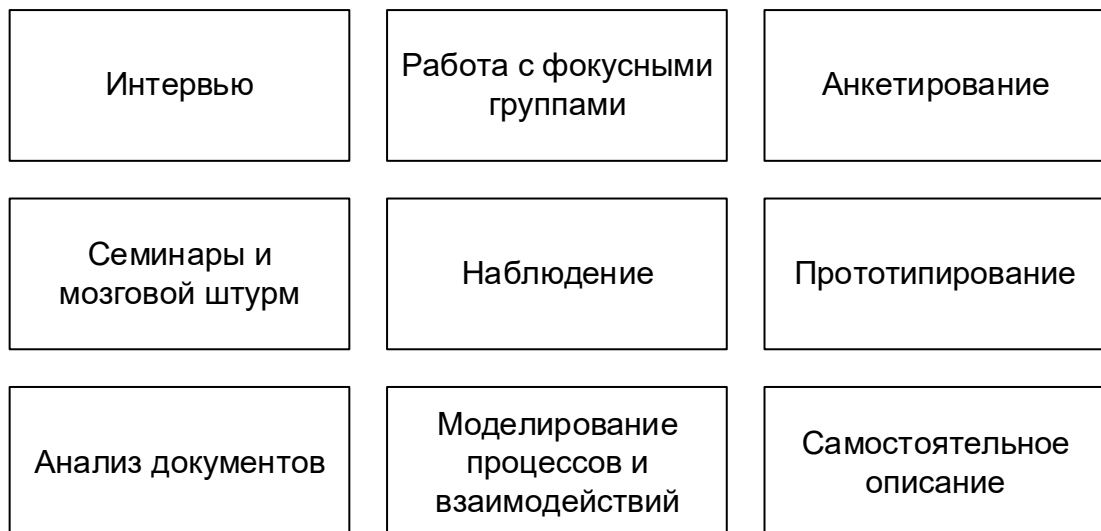 Интервью
Работа с фокусными
группами
Анкетирование
Семинары и
мозговой штурм
Наблюдение
Прототипирование
Анализ документов
Моделирование
процессов и
взаимодействий
Самостоятельное
описание